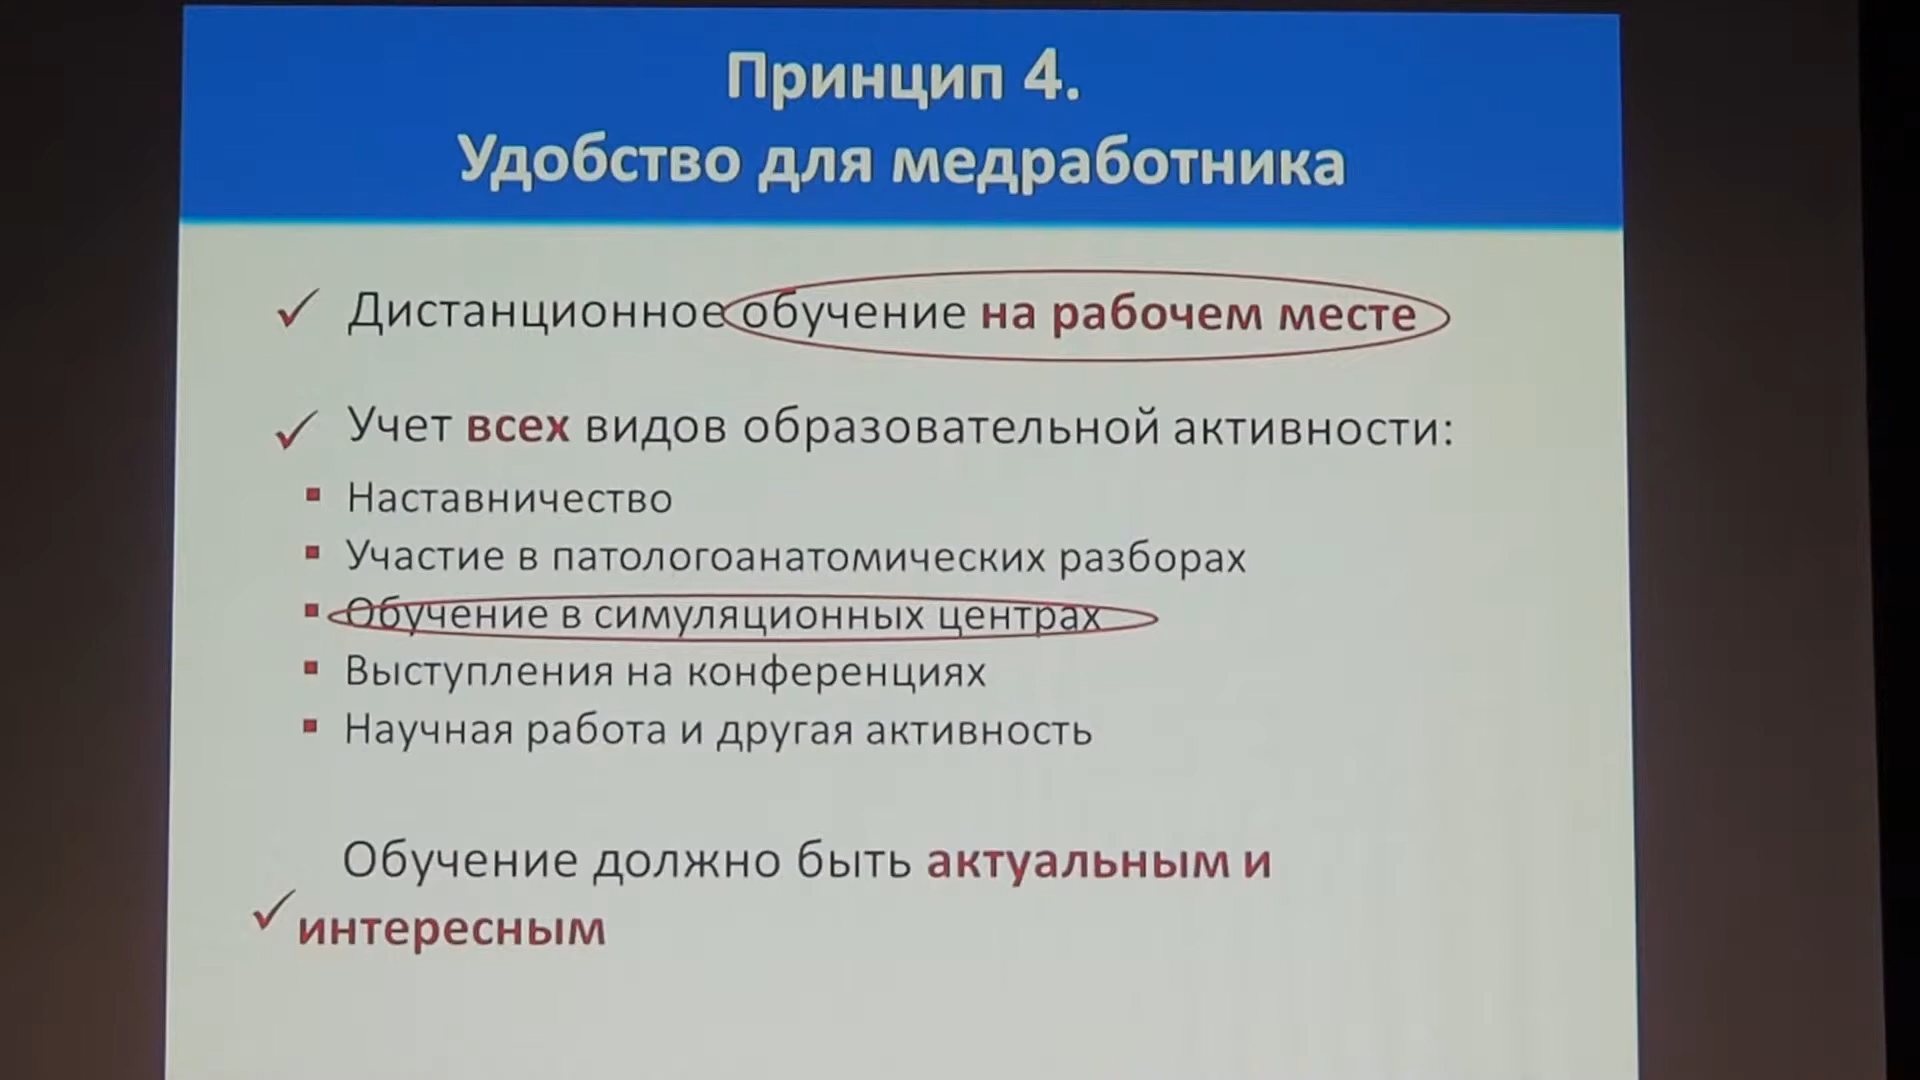 Принцип 4.
Удобство для медработника
✓ Дистанционное обучение на рабочем месте
✓ Учет всех видов образовательной активности:
▪ Наставничество
▪ Участие в патологоанатомических разборах
▪ Обучение в симуляционных центрах
▪ Выступления на конференциях
▪ Научная работа и другая активность
Обучение должно быть актуальным и
✓ интересным